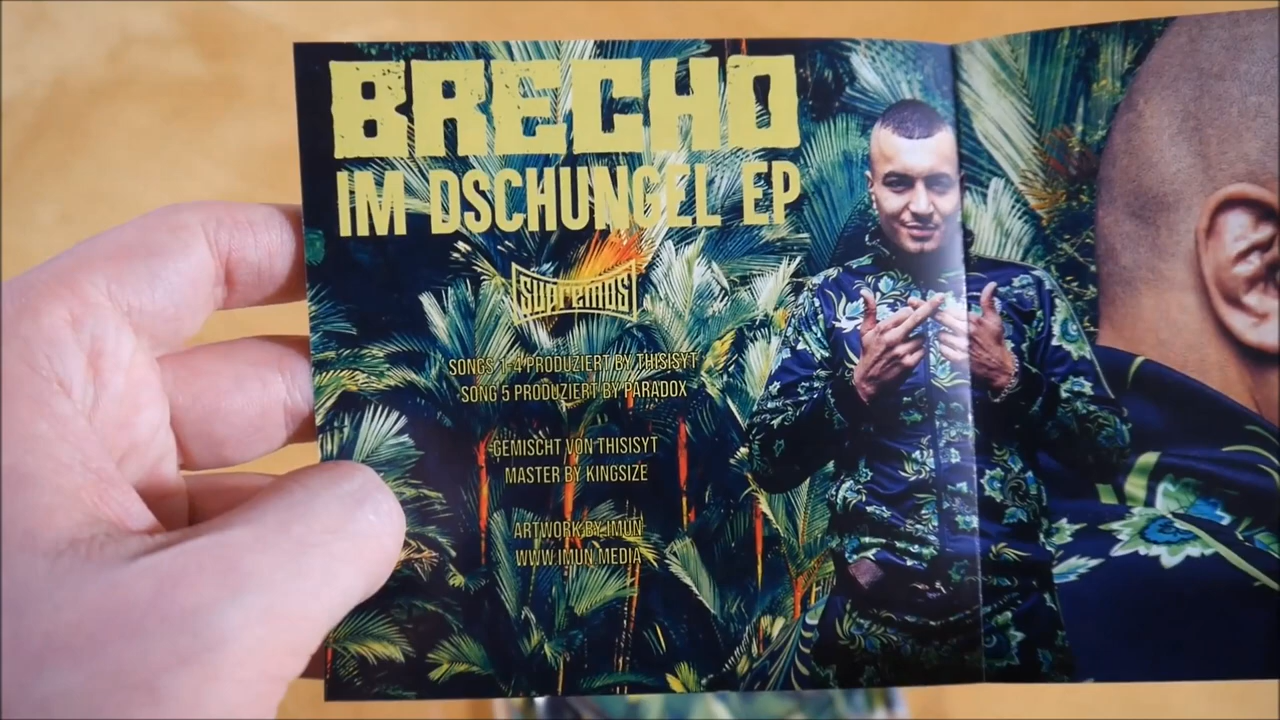 BRECHO
IM DSCHUNGEL EP
SUPREMOS
SONGS 1-4 PRODUZIERT BY THISISYT
SONG 5 PRODUZIERT BY PARADOX
GEMISCHT VON THISISYT
MASTER BY KINGSIZE
ARTWORK BY IMUN
WWW.IMUN.MEDIA